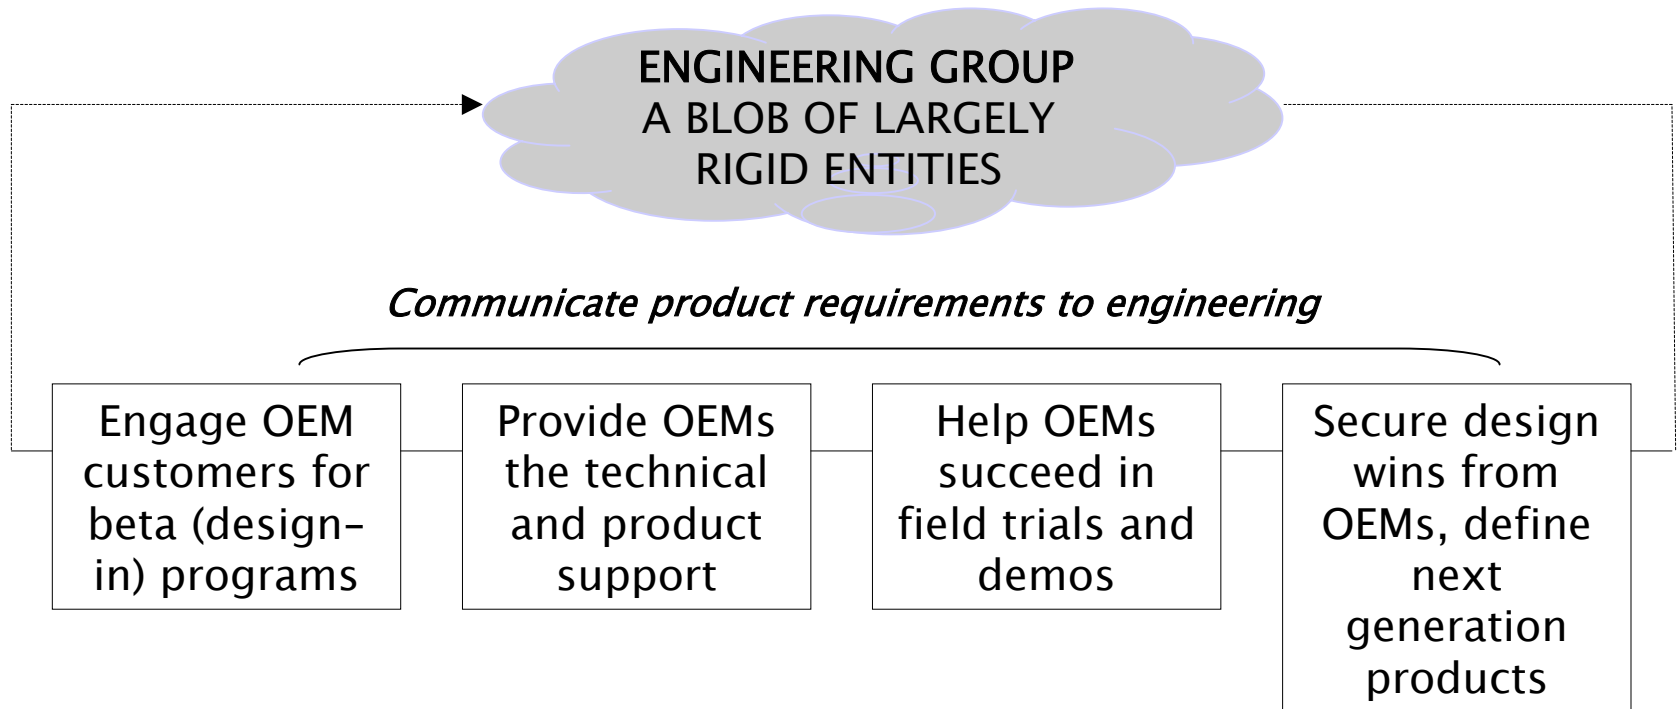 ENGINEERING GROUP
A BLOB OF LARGELY
RIGID ENTITIES
Communicate product requirements to engineering
Engage OEM
customers for
beta (design-
in) programs
Provide OEMs
the technical
and product
support
Help OEMs
succeed in
field trials and
demos
Secure design
wins from
OEMs, define
next
generation
products